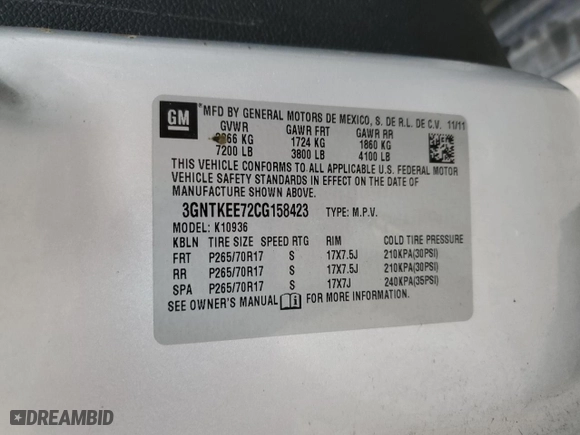 GM
MFD BY GENERAL MOTORS DE MEXICO, S. DE R.L. DE C.V. 11/11
GVWR GAWR FRT GAWR RR
KG 1724 KG 1860 KG
7200 LB 3800 LB 4100 LB
THIS VEHICLE CONFORMS TO ALL APPLICABLE U.S. FEDERAL MOTOR
VEHICLE SAFETY STANDARDS IN EFFECT ON THE DATE OF
MANUFACTURE SHOWN ABOVE.
3GNTKEE72CG158423 TYPE: M.P.V.
MODEL: K10936
KBLN TIRE SIZE SPEED RTG RIM COLD TIRE PRESSURE
FRT P265/70R17 S 17X7.5J 210KPA(30PSI)
RR P265/70R17 S 17X7.5J 210KPA(30PSI)
SPA P265/70R17 S 17X7J 240KPA(35PSI)
SEE OWNER'S MANUAL FOR MORE INFORMATION.
DREAMBID